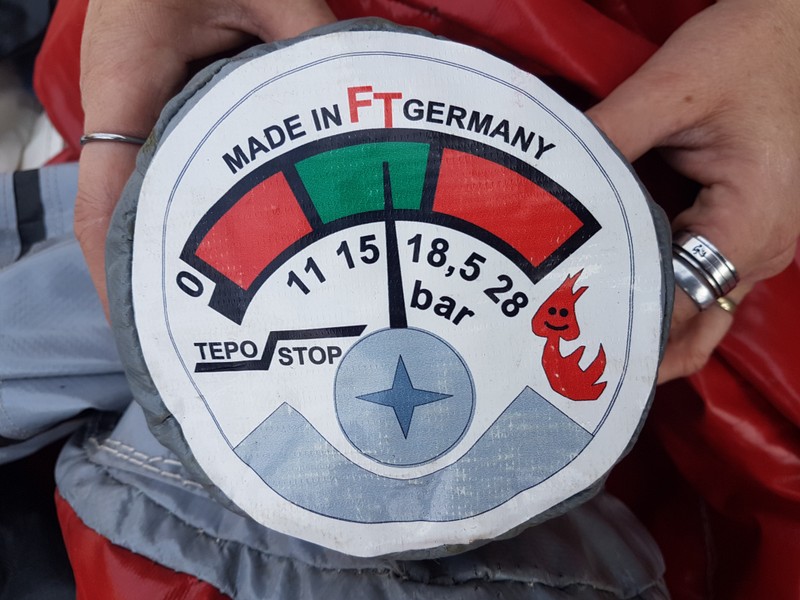 MADE IN FT GERMANY
0 11 15 18,5 28
bar
TEPO STOP